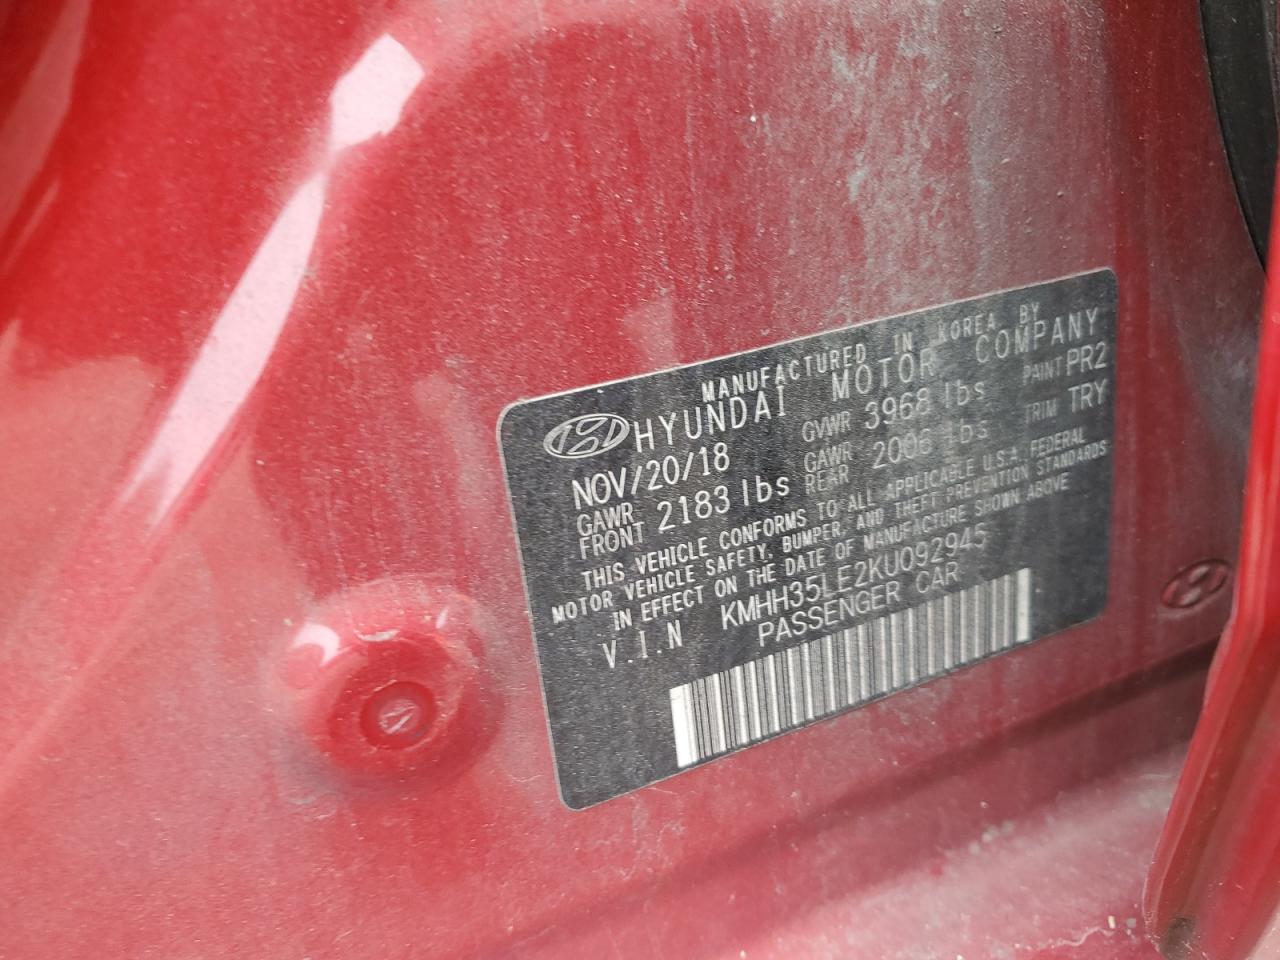 MANUFACTURED IN KOREA BY
HYUNDAI MOTOR COMPANY
NOV/20/18 GVWR 3968 lbs PAINT PR2
GAWR FRONT 2183 lbs GAWR REAR 2006 lbs TRIM TRY
THIS VEHICLE CONFORMS TO ALL APPLICABLE U.S.A. FEDERAL
MOTOR VEHICLE SAFETY, BUMPER, AND THEFT PREVENTION STANDARDS
IN EFFECT ON THE DATE OF MANUFACTURE SHOWN ABOVE
V.I.N KMHH35LE2KU092945
PASSENGER CAR